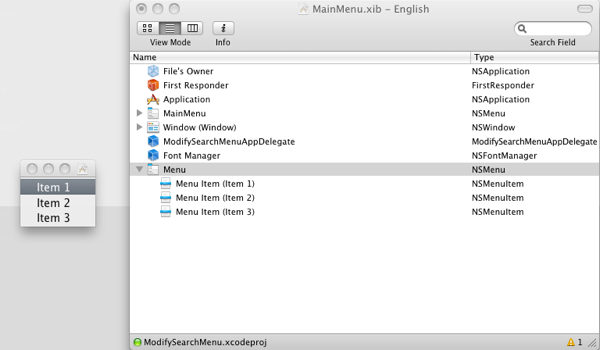 MainMenu.xib – English
View Mode
Info
Search Field
Name Type
File's Owner NSApplication
First Responder FirstResponder
Application NSApplication
MainMenu NSMenu
Window (Window) NSWindow
ModifySearchMenuAppDelegate ModifySearchMenuAppDelegate
Font Manager NSFontManager
Menu NSMenu
Menu Item (Item 1) NSMenuItem
Menu Item (Item 2) NSMenuItem
Menu Item (Item 3) NSMenuItem
Item 1
Item 2
Item 3
ModifySearchMenu.xcodeproj 1